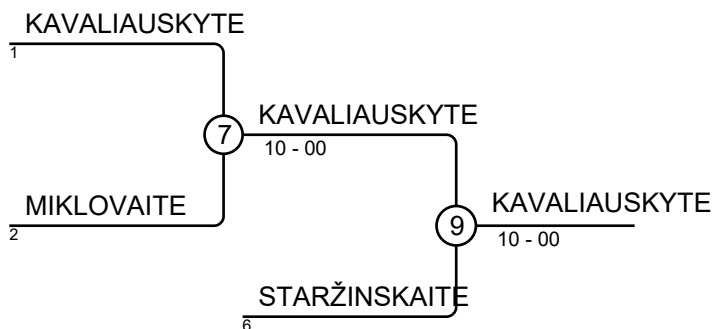 KAVALIAUSKYTE
1
7
KAVALIAUSKYTE
10 - 00
MIKLOVAITE
2
9
KAVALIAUSKYTE
10 - 00
STARŽINSKAITE
6